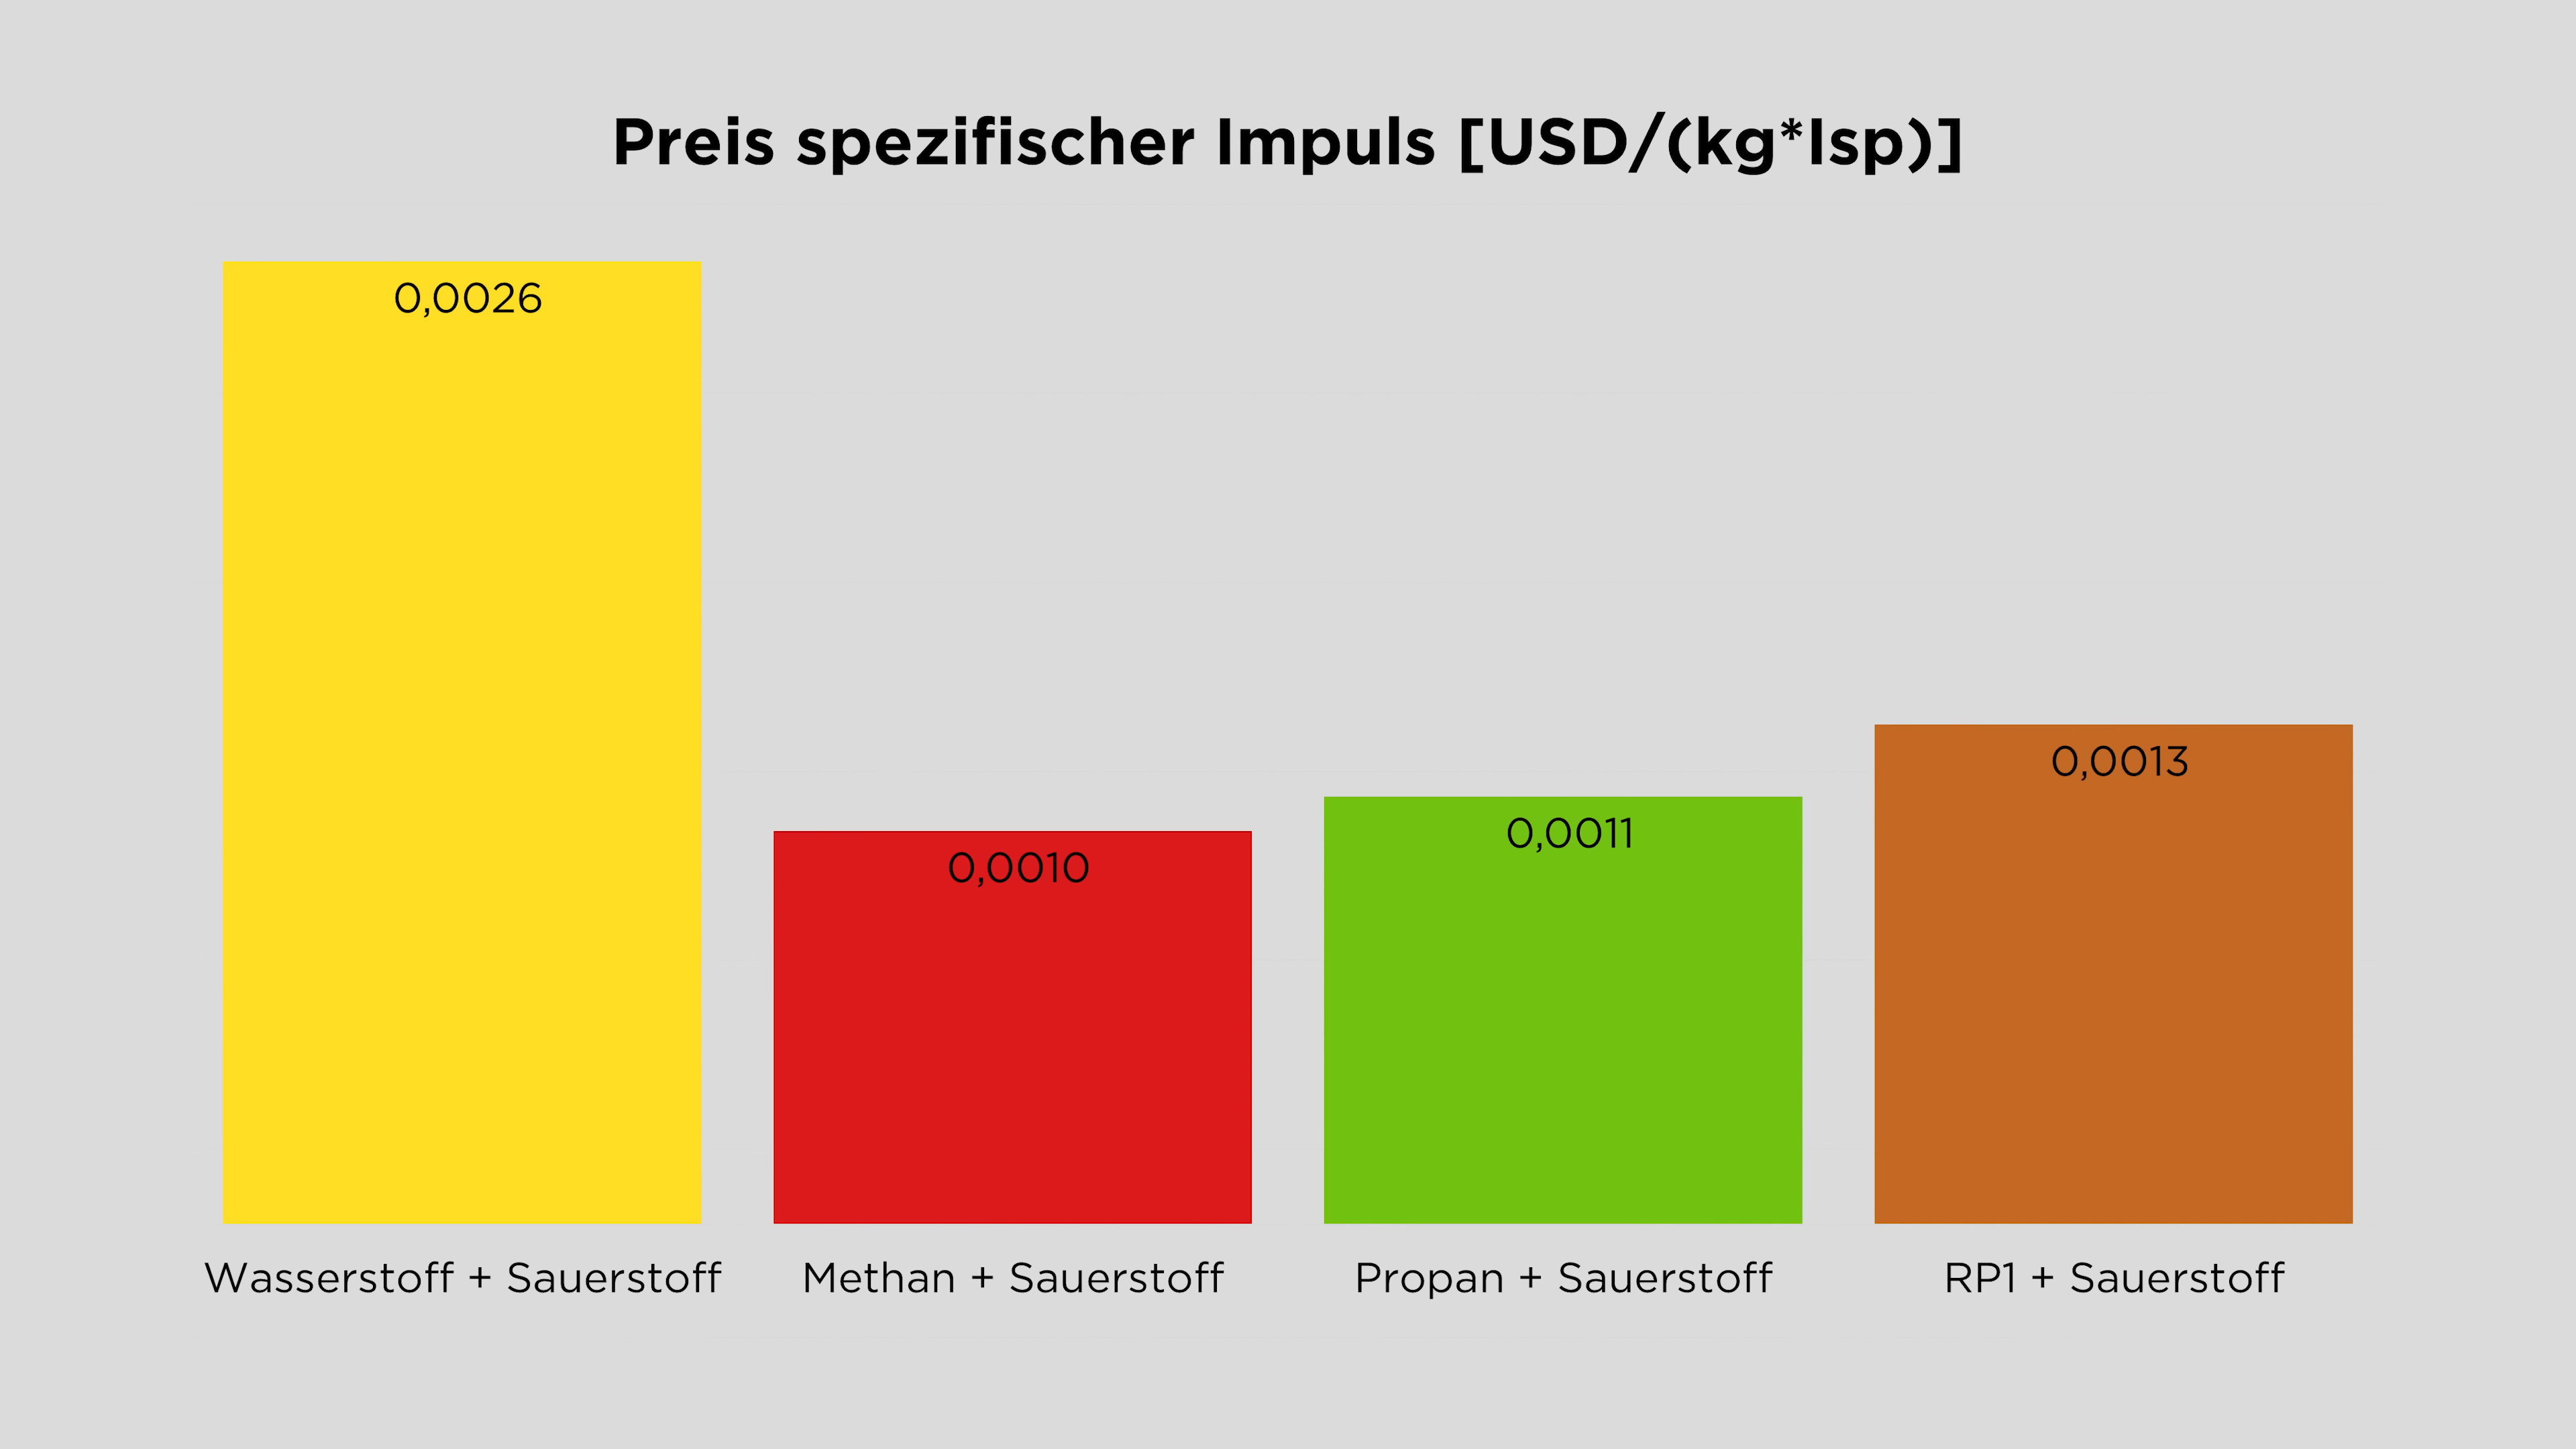 Preis spezifischer Impuls [USD/(kg*Isp)]
0,0026
0,0010
0,0011
0,0013
Wasserstoff + Sauerstoff
Methan + Sauerstoff
Propan + Sauerstoff
RP1 + Sauerstoff